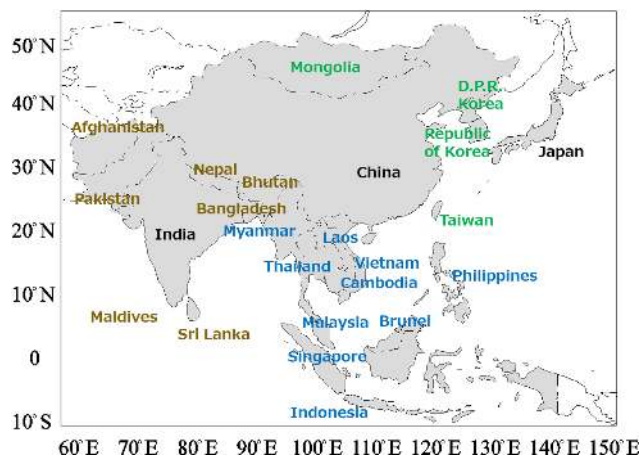 50°N
Mongolia
D.P.R.
Korea
40°N
Afghanistan
Republic
of Korea
Japan
30°N
Nepal
China
Bhutan
Pakistan
Bangladesh
Taiwan
20°N
India
Myanmar
Laos
Thailand
Vietnam
Cambodia
Philippines
10°N
Maldives
Sri Lanka
Malaysia
Brunei
0
Singapore
10°S
Indonesia
60°E 70°E 80°E 90°E 100°E 110°E 120°E 130°E 140°E 150°E